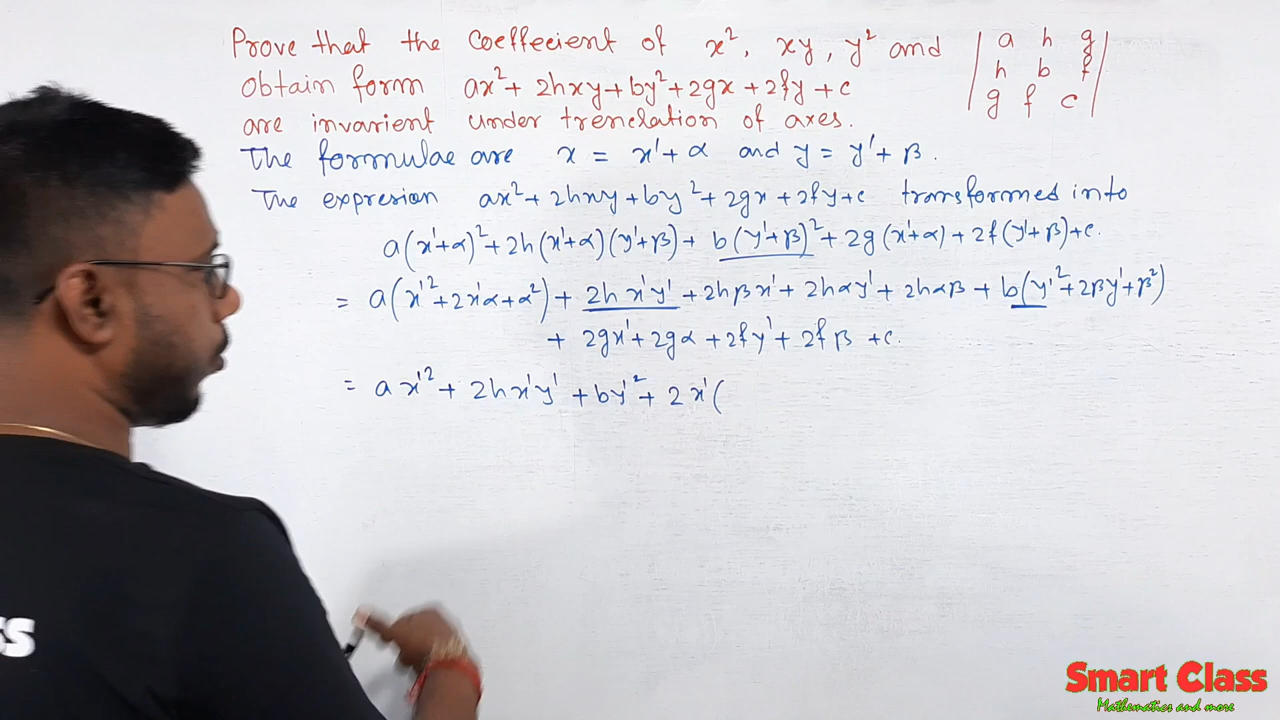 Prove that the coeffecient of x², xy, y² and | a h g |
obtain form ax² + 2hxy + by² + 2gx + 2fy + c | h b f |
are invarient under trenclation of axes. | g f c |
The formulae are x = x' + α and y = y' + β.
The expresion ax² + 2hxy + by² + 2gx + 2fy + c transformed into
a(x'+α)² + 2h(x'+α)(y'+β) + b(y'+β)² + 2g(x'+α) + 2f(y'+β) + c.
= a(x'² + 2x'α + α²) + 2hx'y' + 2hβx' + 2hαy' + 2hαβ + b(y'² + 2βy' + β²)
+ 2gx' + 2gα + 2fy' + 2fβ + c.
= ax'² + 2hx'y' + by'² + 2x'(
SS
Smart Class
Mathematics and more